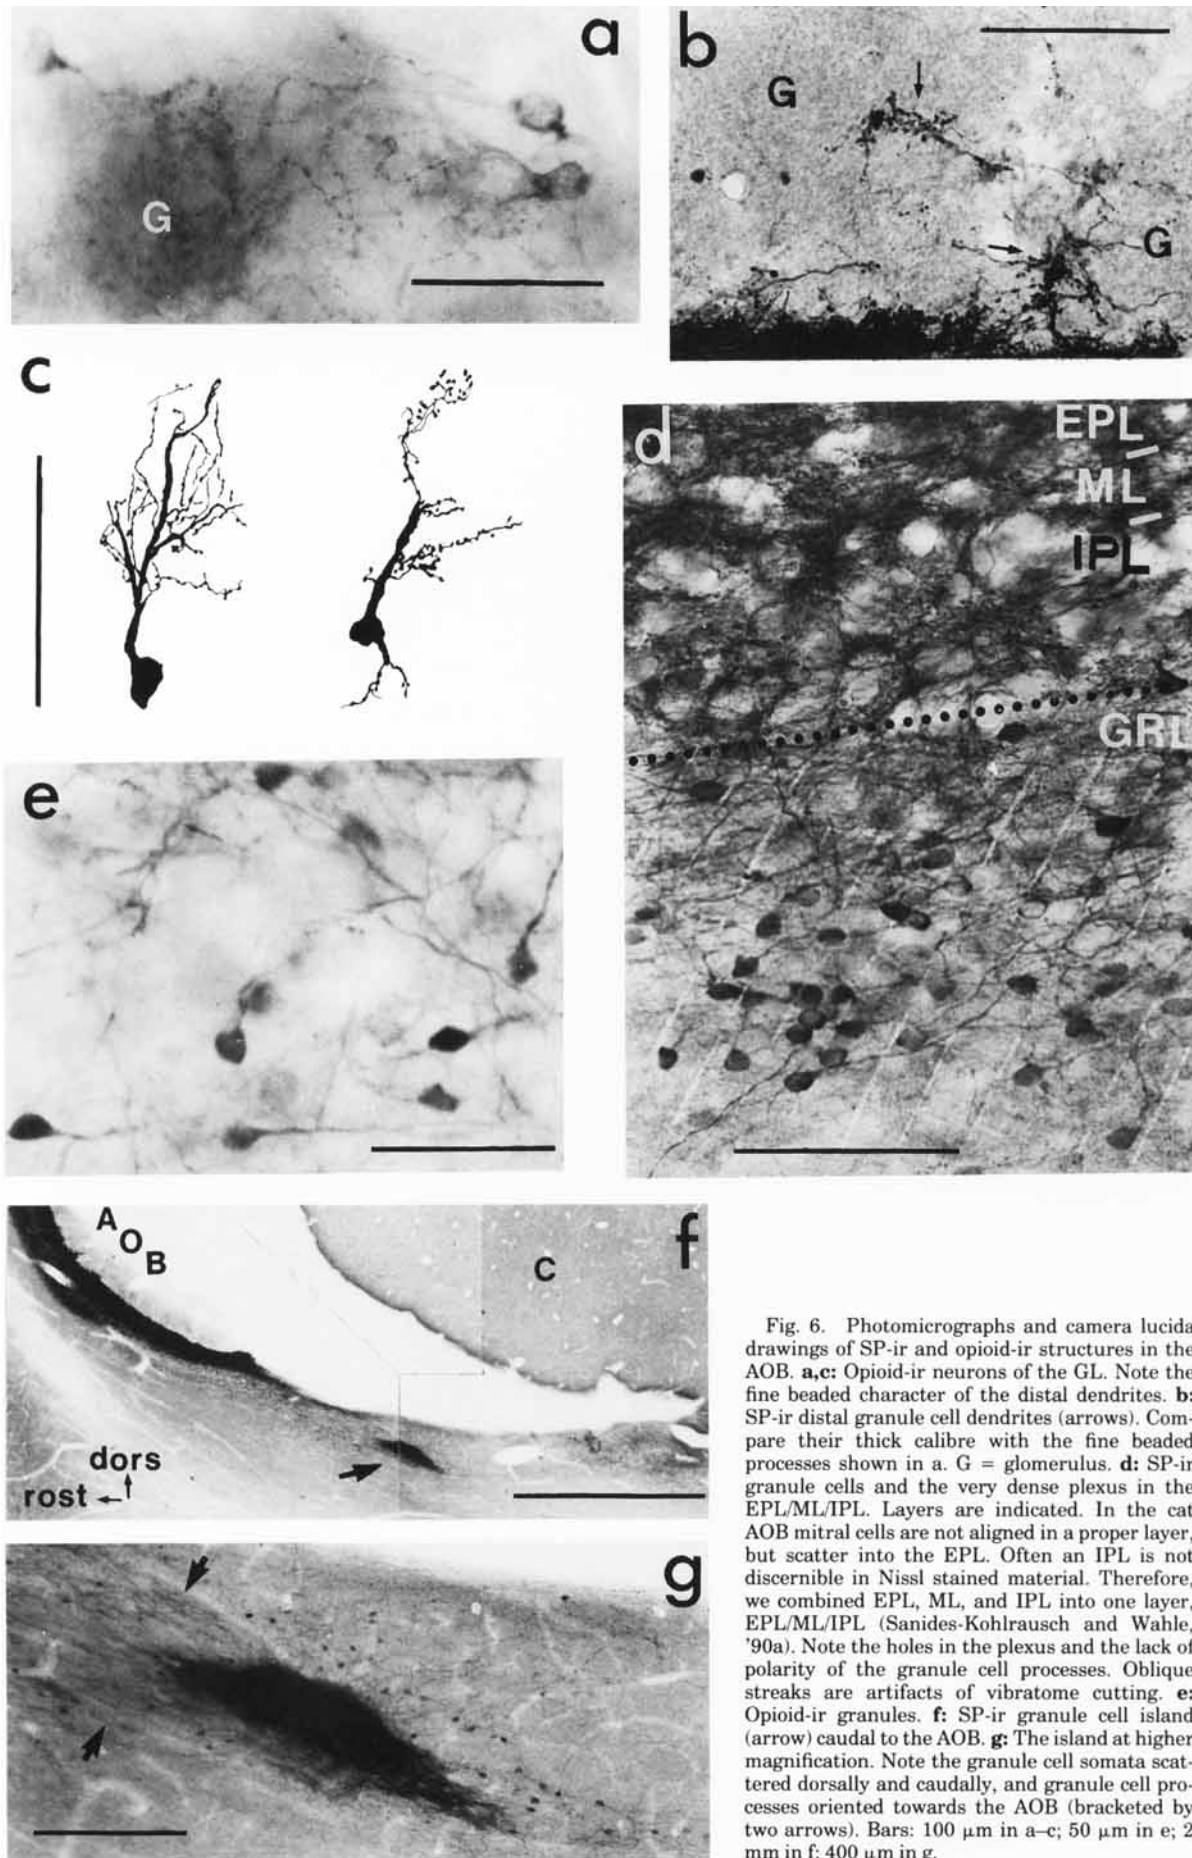 a
b
G
G
G
c
d
EPL
ML
IPL
GRL
e
AOB
f
C
dors
rost
g
Fig. 6. Photomicrographs and camera lucida
drawings of SP-ir and opioid-ir structures in the
AOB. a,c: Opioid-ir neurons of the GL. Note the
fine beaded character of the distal dendrites. b:
SP-ir distal granule cell dendrites (arrows). Com-
pare their thick calibre with the fine beaded
processes shown in a. G = glomerulus. d: SP-ir
granule cells and the very dense plexus in the
EPL/ML/IPL. Layers are indicated. In the cat
AOB mitral cells are not aligned in a proper layer,
but scatter into the EPL. Often an IPL is not
discernible in Nissl stained material. Therefore,
we combined EPL, ML, and IPL into one layer,
EPL/ML/IPL (Sanides-Kohlrausch and Wahle,
'90a). Note the holes in the plexus and the lack of
polarity of the granule cell processes. Oblique
streaks are artifacts of vibratome cutting. e:
Opioid-ir granules. f: SP-ir granule cell island
(arrow) caudal to the AOB. g: The island at higher
magnification. Note the granule cell somata scat-
tered dorsally and caudally, and granule cell pro-
cesses oriented towards the AOB (bracketed by
two arrows). Bars: 100 μm in a–c; 50 μm in e; 2
mm in f; 400 μm in g.